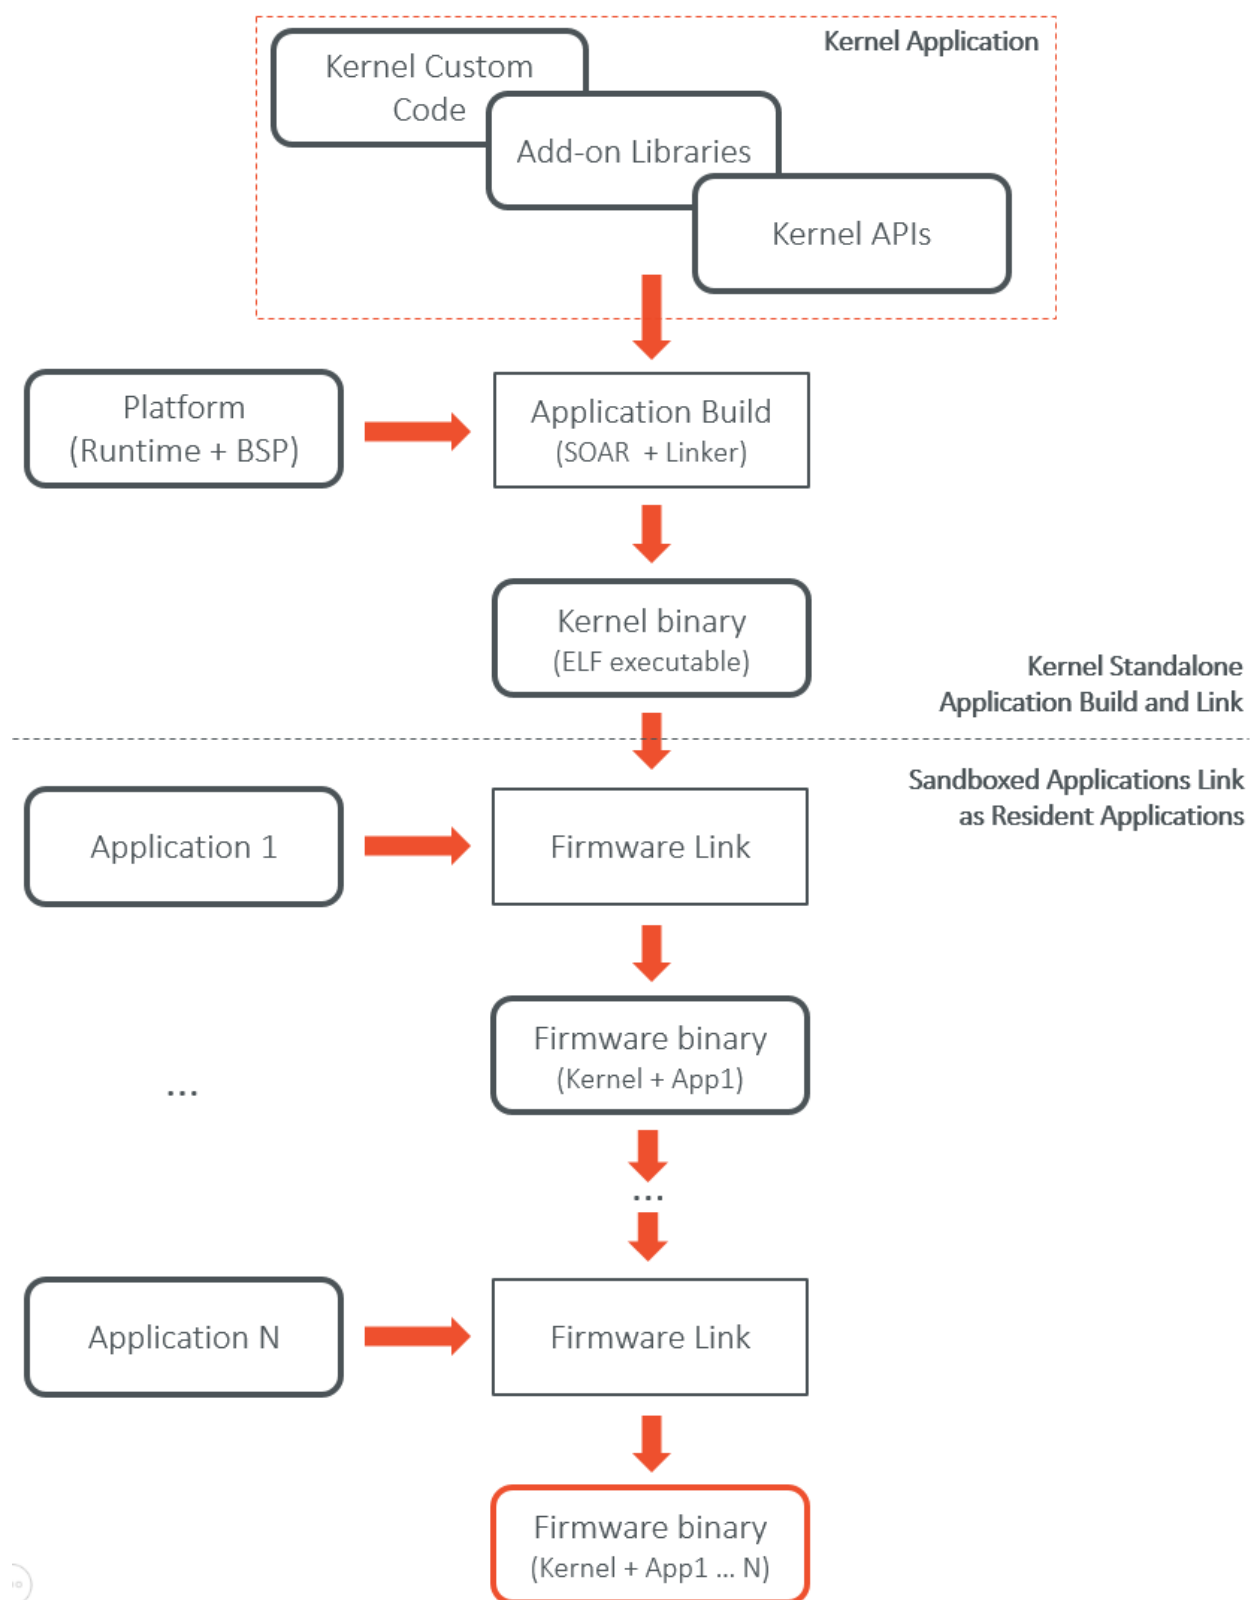 Kernel Application
Kernel Custom
Code
Add-on Libraries
Kernel APIs
Platform
(Runtime + BSP)
Application Build
(SOAR + Linker)
Kernel binary
(ELF executable)
Kernel Standalone
Application Build and Link
Sandboxed Applications Link
as Resident Applications
Application 1
Firmware Link
Firmware binary
(Kernel + App1)
...
...
Application N
Firmware Link
Firmware binary
(Kernel + App1 ... N)